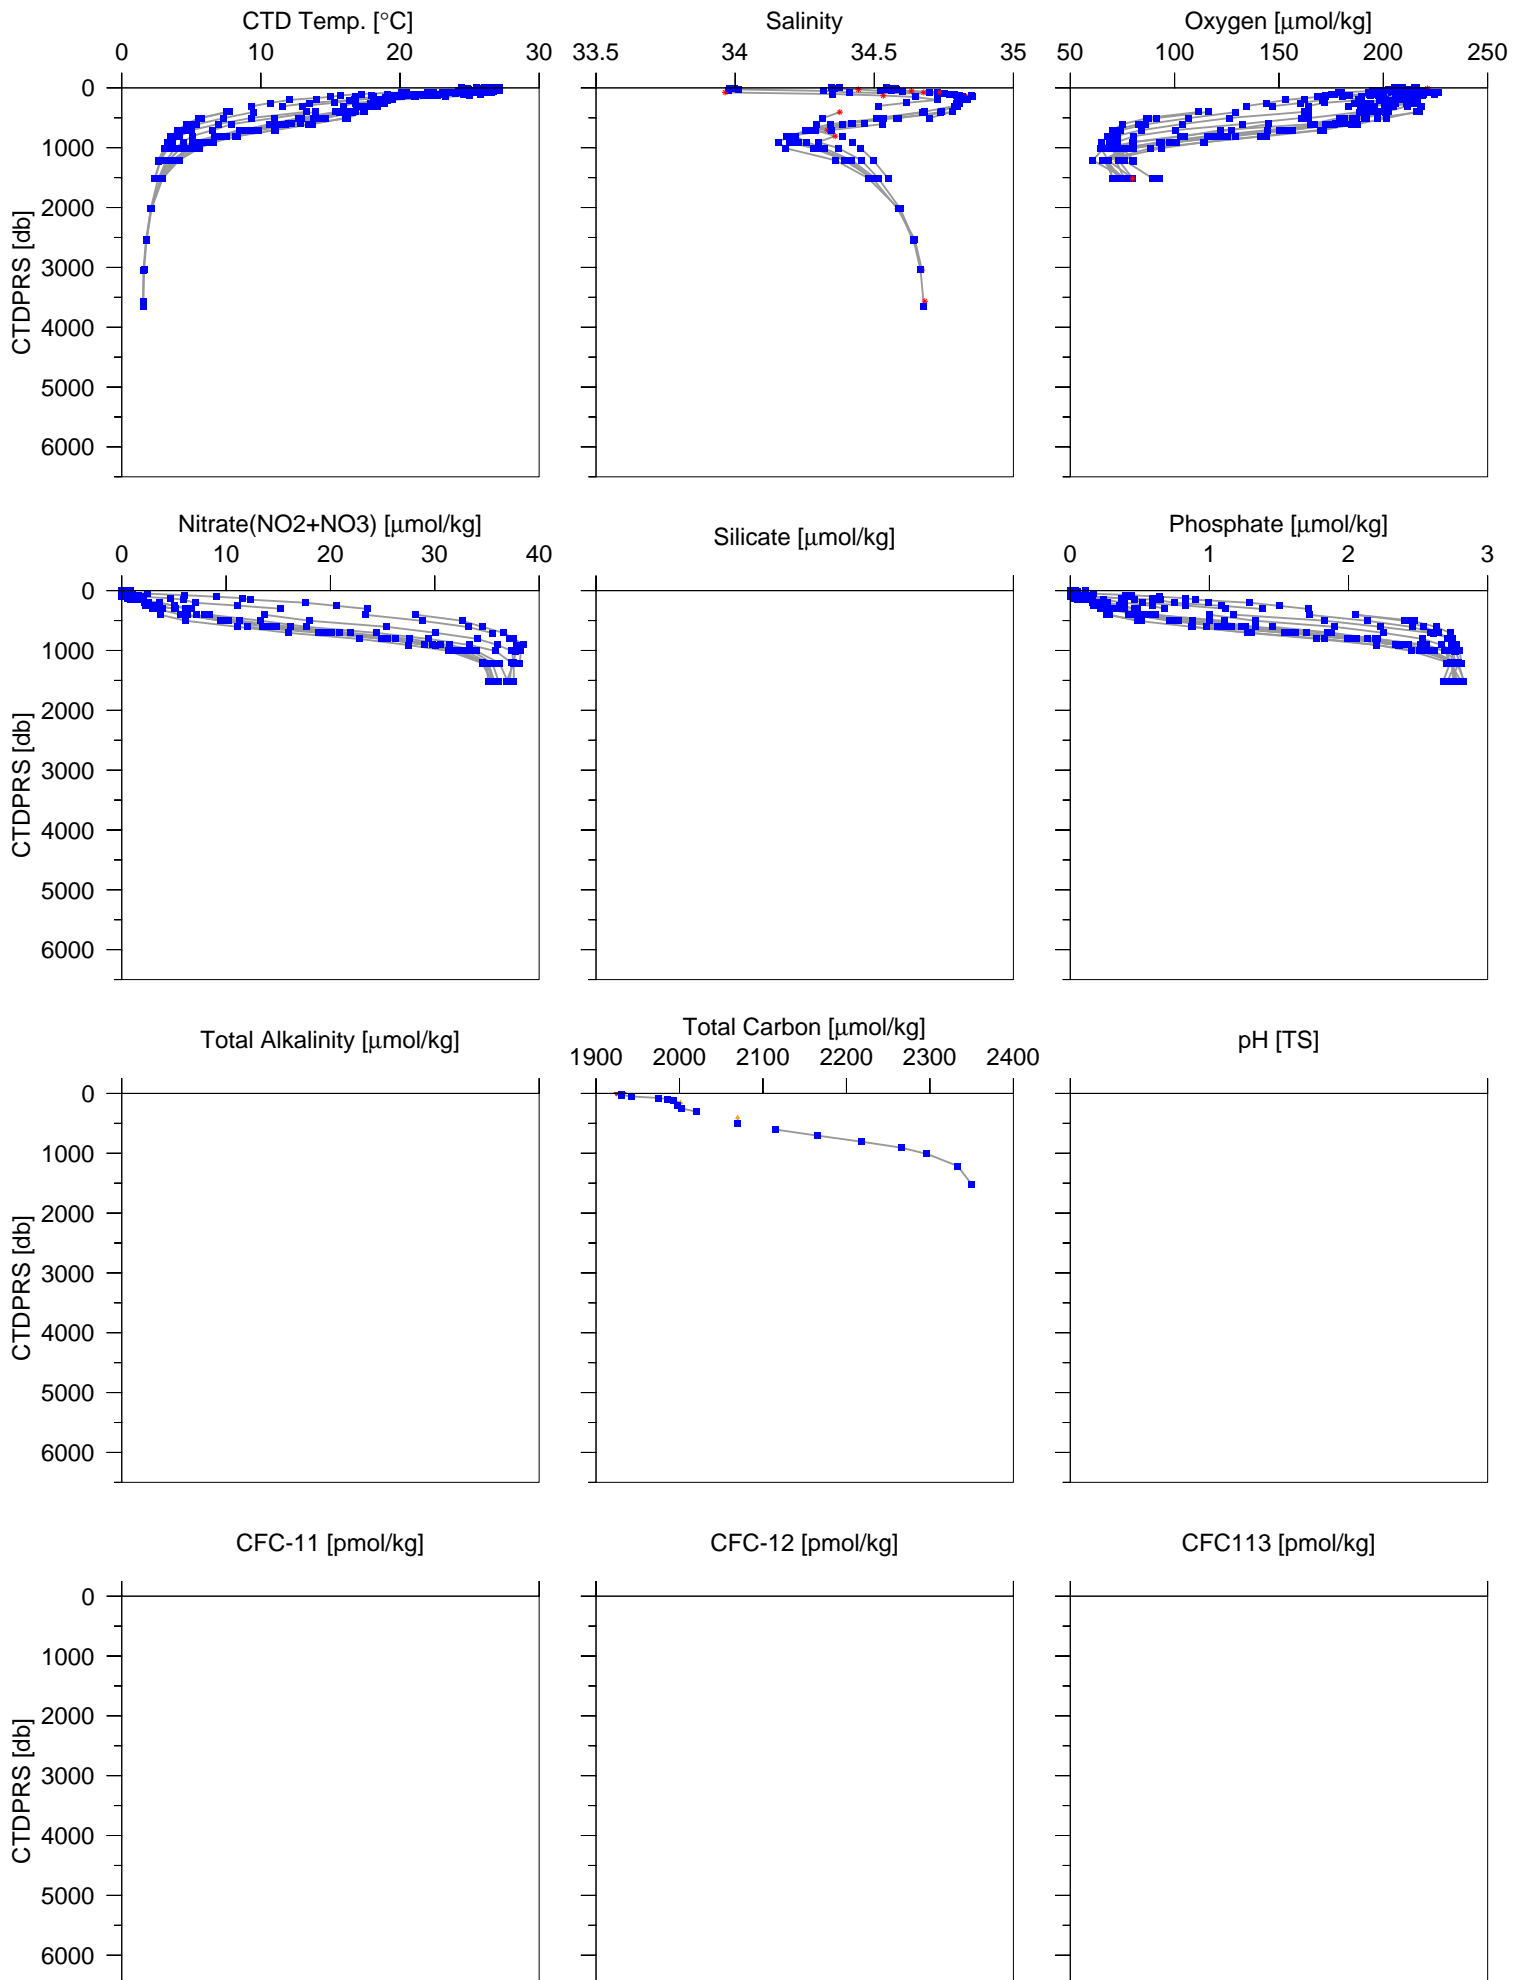 CTD Temp. [°C] Salinity Oxygen [μmol/kg]
0 10 20 30 33.5 34 34.5 35 50 100 150 200 250
0
1000
2000
3000
4000
5000
6000
CTDPRS [db]
Nitrate(NO2+NO3) [μmol/kg] Silicate [μmol/kg] Phosphate [μmol/kg]
0 10 20 30 40 0 1 2 3
0
1000
2000
3000
4000
5000
6000
CTDPRS [db]
Total Alkalinity [μmol/kg] Total Carbon [μmol/kg] pH [TS]
1900 2000 2100 2200 2300 2400
0
1000
2000
3000
4000
5000
6000
CTDPRS [db]
CFC-11 [pmol/kg] CFC-12 [pmol/kg] CFC113 [pmol/kg]
0
1000
2000
3000
4000
5000
6000
CTDPRS [db]